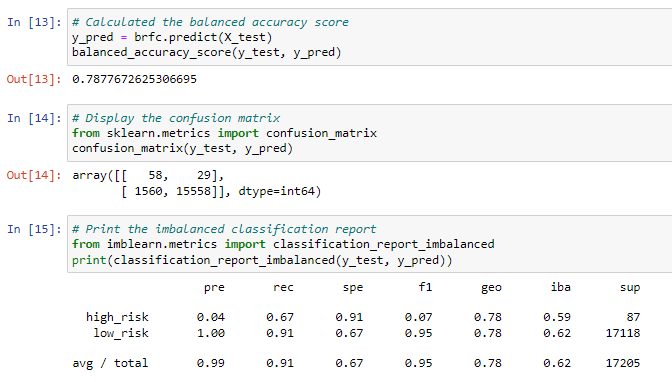 In [13]: # Calculated the balanced accuracy score
y_pred = brfc.predict(X_test)
balanced_accuracy_score(y_test, y_pred)
Out[13]: 0.7877672625306695
In [14]: # Display the confusion matrix
from sklearn.metrics import confusion_matrix
confusion_matrix(y_test, y_pred)
Out[14]: array([[   58,    29],
       [ 1560, 15558]], dtype=int64)
In [15]: # Print the imbalanced classification report
from imblearn.metrics import classification_report_imbalanced
print(classification_report_imbalanced(y_test, y_pred))
pre rec spe f1 geo iba sup
high_risk 0.04 0.67 0.91 0.07 0.78 0.59 87
low_risk 1.00 0.91 0.67 0.95 0.78 0.62 17118
avg / total 0.99 0.91 0.67 0.95 0.78 0.62 17205